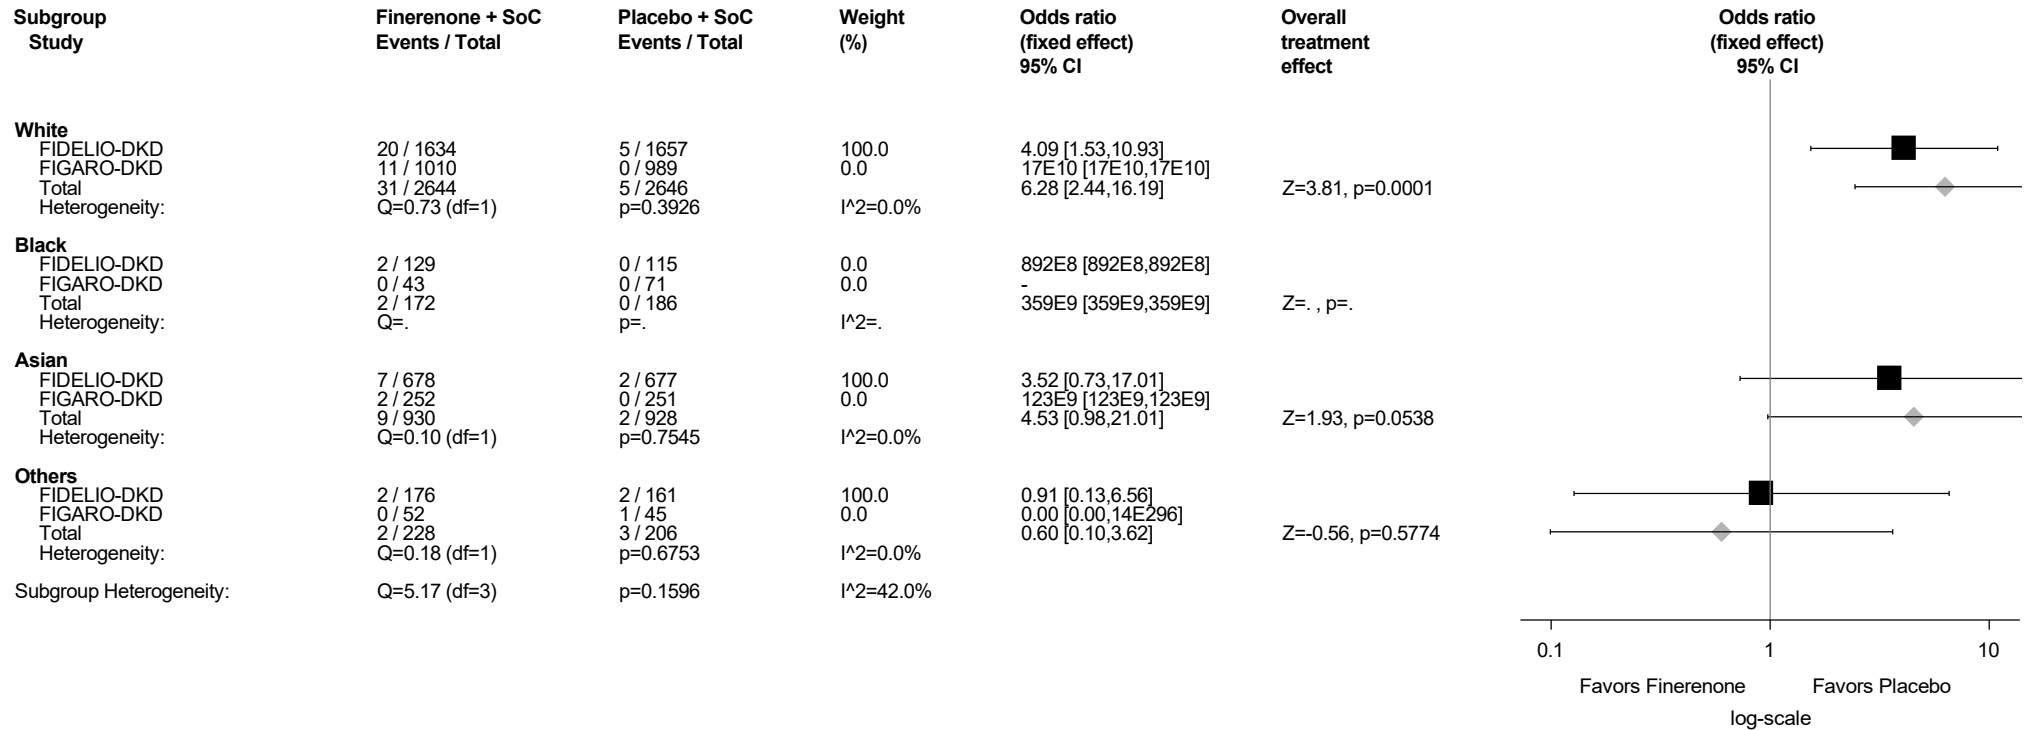 Subgroup Finerenone + SoC Placebo + SoC Weight Odds ratio Overall Odds ratio
Study Events / Total Events / Total (%) (fixed effect) treatment (fixed effect)
95% CI effect 95% CI
White
FIDELIO-DKD 20 / 1634 5 / 1657 100.0 4.09 [1.53,10.93]
FIGARO-DKD 11 / 1010 0 / 989 0.0 17E10 [17E10,17E10]
Total 31 / 2644 5 / 2646 6.28 [2.44,16.19] Z=3.81, p=0.0001
Heterogeneity: Q=0.73 (df=1) p=0.3926 I^2=0.0%
Black
FIDELIO-DKD 2 / 129 0 / 115 0.0 892E8 [892E8,892E8]
FIGARO-DKD 0 / 43 0 / 71 0.0 -
Total 2 / 172 0 / 186 359E9 [359E9,359E9] Z=. , p=.
Heterogeneity: Q=. p=. I^2=.
Asian
FIDELIO-DKD 7 / 678 2 / 677 100.0 3.52 [0.73,17.01]
FIGARO-DKD 2 / 252 0 / 251 0.0 123E9 [123E9,123E9]
Total 9 / 930 2 / 928 4.53 [0.98,21.01] Z=1.93, p=0.0538
Heterogeneity: Q=0.10 (df=1) p=0.7545 I^2=0.0%
Others
FIDELIO-DKD 2 / 176 2 / 161 100.0 0.91 [0.13,6.56]
FIGARO-DKD 0 / 52 1 / 45 0.0 0.00 [0.00,14E296]
Total 2 / 228 3 / 206 0.60 [0.10,3.62] Z=-0.56, p=0.5774
Heterogeneity: Q=0.18 (df=1) p=0.6753 I^2=0.0%
Subgroup Heterogeneity: Q=5.17 (df=3) p=0.1596 I^2=42.0%
0.1 1 10
Favors Finerenone Favors Placebo
log-scale